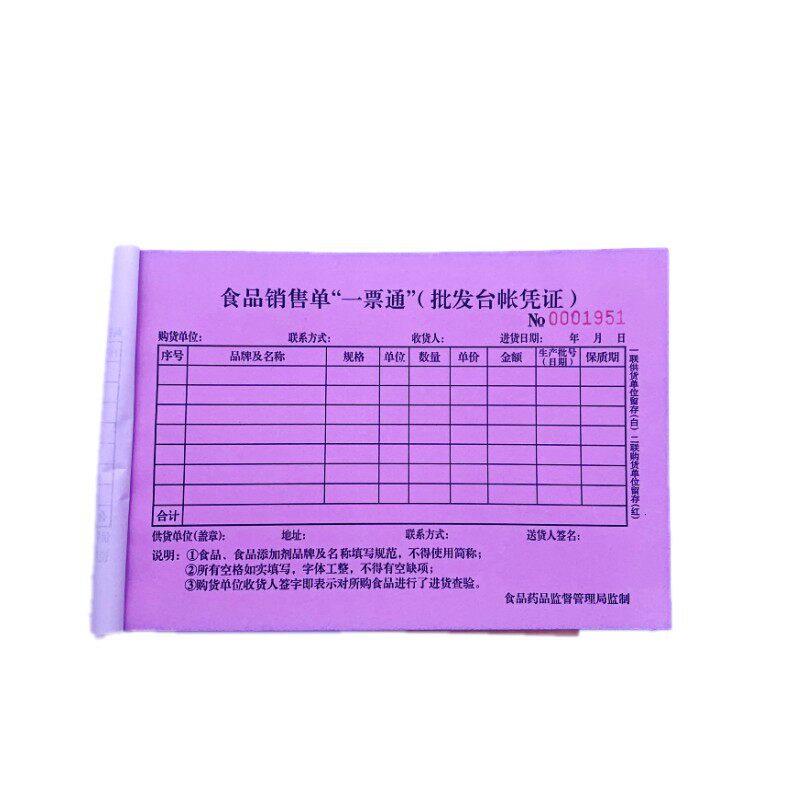 食品销售单“一票通”（批发台帐凭证）
№ 0001951
购货单位： 联系方式： 收货人： 进货日期： 年 月 日
序号 品牌及名称 规格 单位 数量 单价 金额 生产批号（日期） 保质期
合计
一联供货单位留存（白） 二联购货单位留存（红）
供货单位(盖章)： 地址： 联系方式： 送货人签名：
说明：①食品、食品添加剂品牌及名称填写规范，不得使用简称；
②所有空格如实填写，字体工整，不得有空缺项；
③购货单位收货人签字即表示对所购食品进行了进货查验。
食品药品监督管理局监制